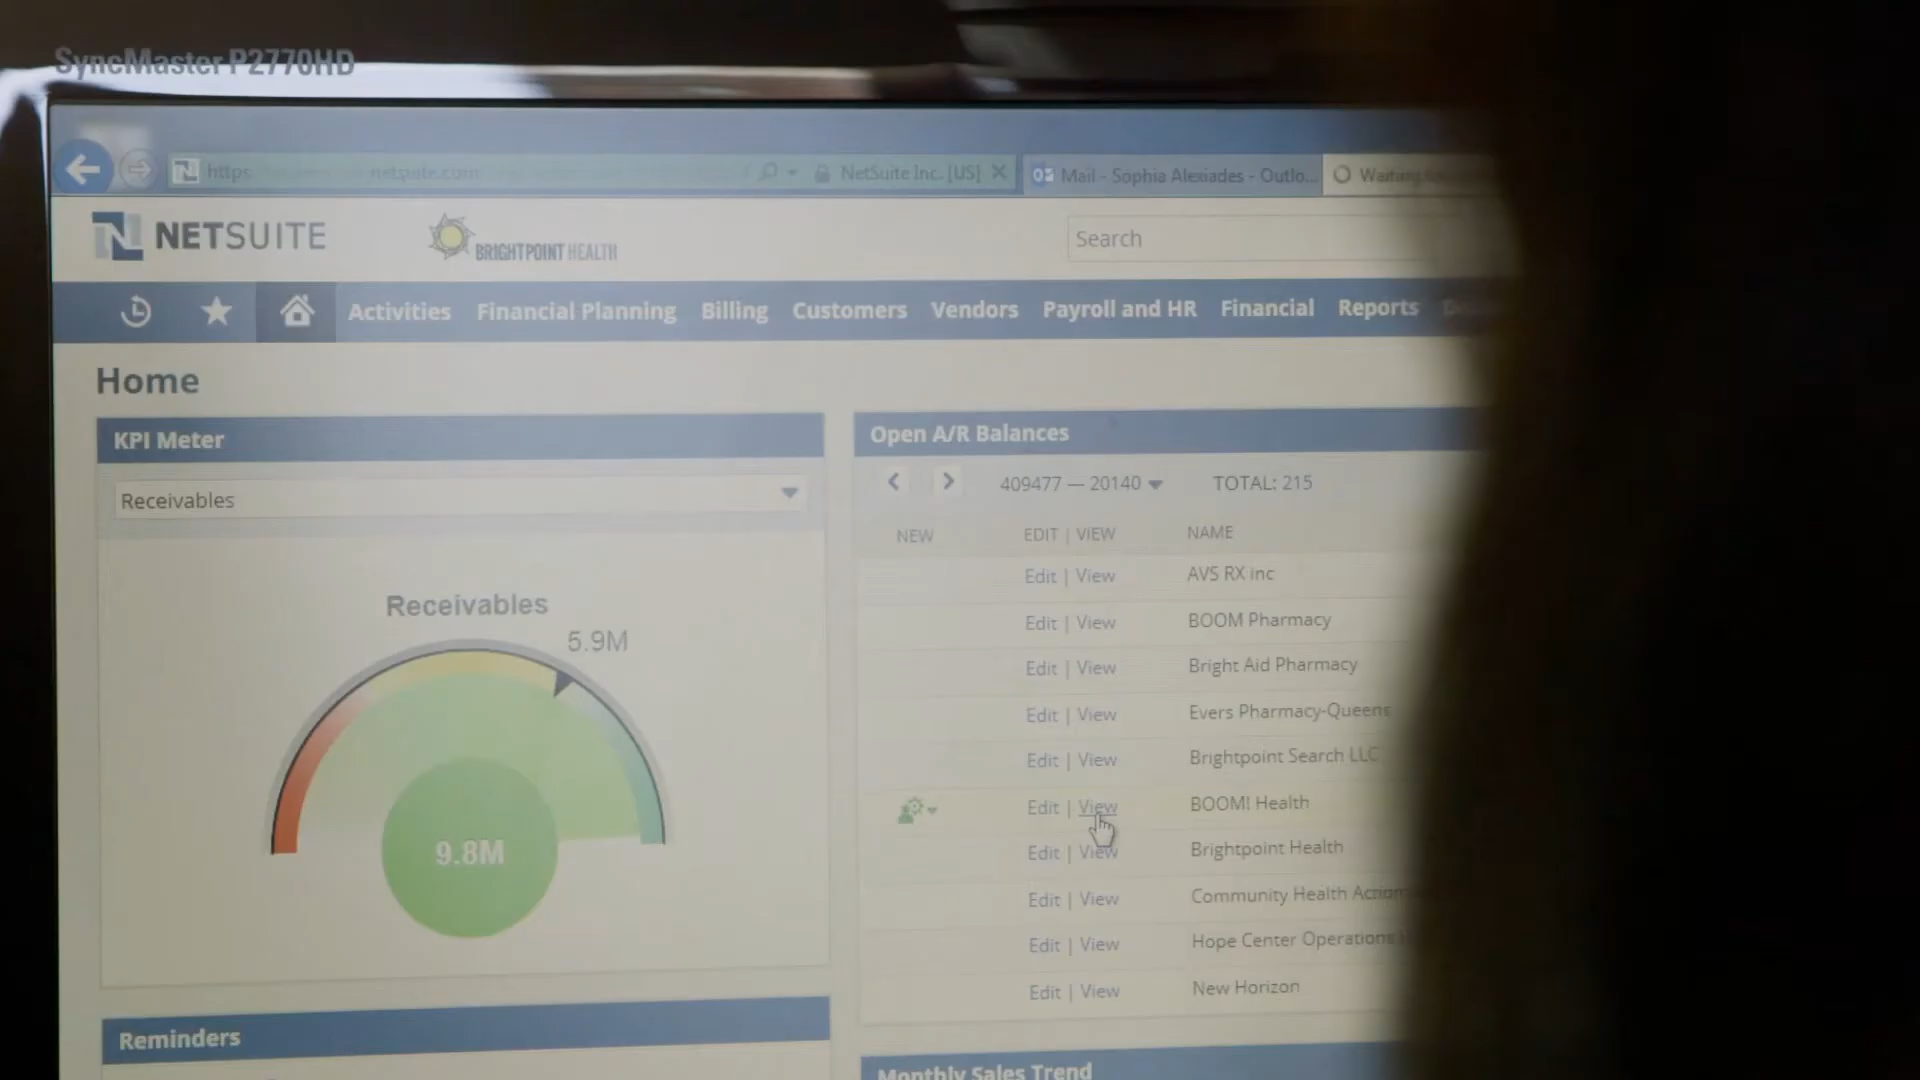 SyncMaster P2770HD
https netsuite.com NetSuite Inc. [US] Mail - Sophia Alexiades - Outlo... Waiting
NETSUITE BRIGHTPOINT HEALTH Search
Activities Financial Planning Billing Customers Vendors Payroll and HR Financial Reports
Home
KPI Meter
Receivables
Receivables
5.9M
9.8M
Reminders
Open A/R Balances
409477 — 20140 TOTAL: 215
NEW EDIT | VIEW NAME
Edit | View AVS RX inc
Edit | View BOOM Pharmacy
Edit | View Bright Aid Pharmacy
Edit | View Evers Pharmacy-Queens
Edit | View Brightpoint Search LLC
Edit | View BOOM! Health
Edit | View Brightpoint Health
Edit | View Community Health Action
Edit | View Hope Center Operations
Edit | View New Horizon
Monthly Sales Trend